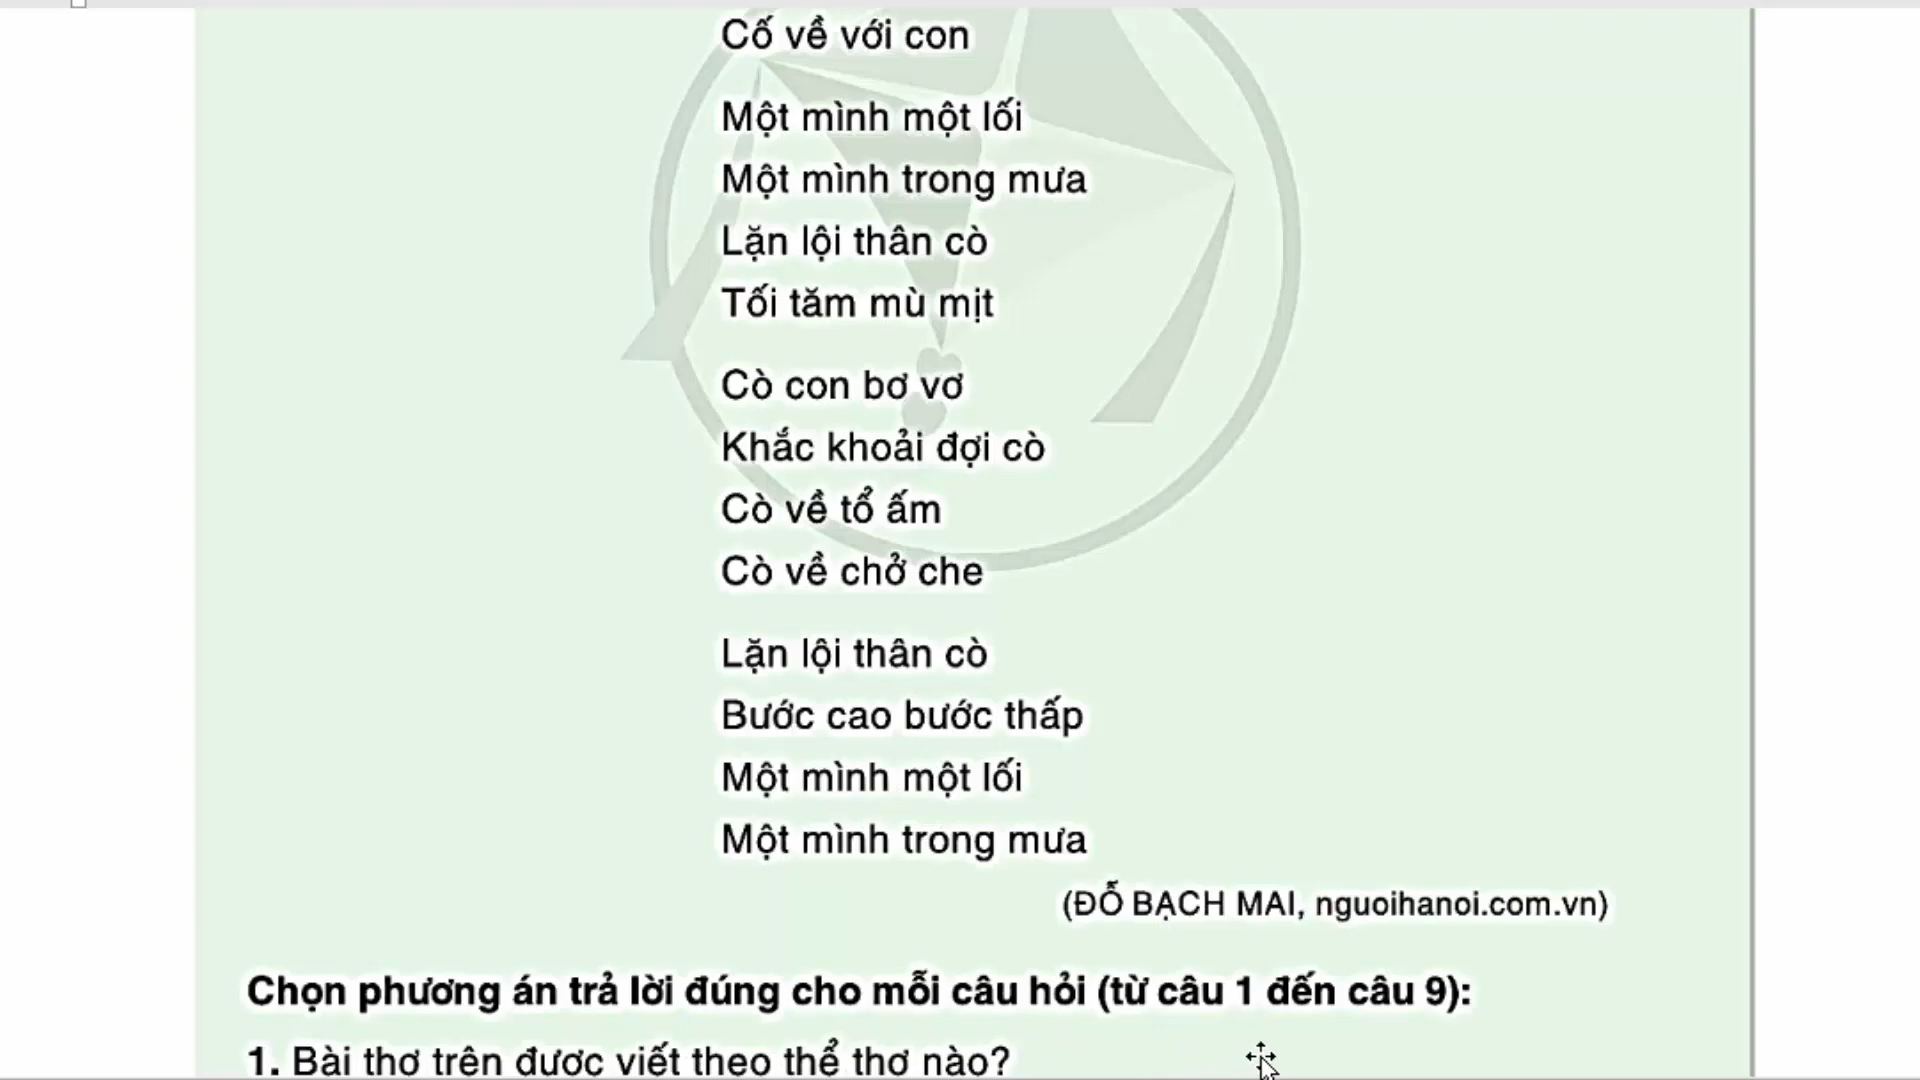 Cố về với con
Một mình một lối
Một mình trong mưa
Lặn lội thân cò
Tối tăm mù mịt
Cò con bơ vơ
Khắc khoải đợi cò
Cò về tổ ấm
Cò về chở che
Lặn lội thân cò
Bước cao bước thấp
Một mình một lối
Một mình trong mưa
(ĐỖ BẠCH MAI, nguoihanoi.com.vn)
Chọn phương án trả lời đúng cho mỗi câu hỏi (từ câu 1 đến câu 9):
1. Bài thơ trên được viết theo thể thơ nào?